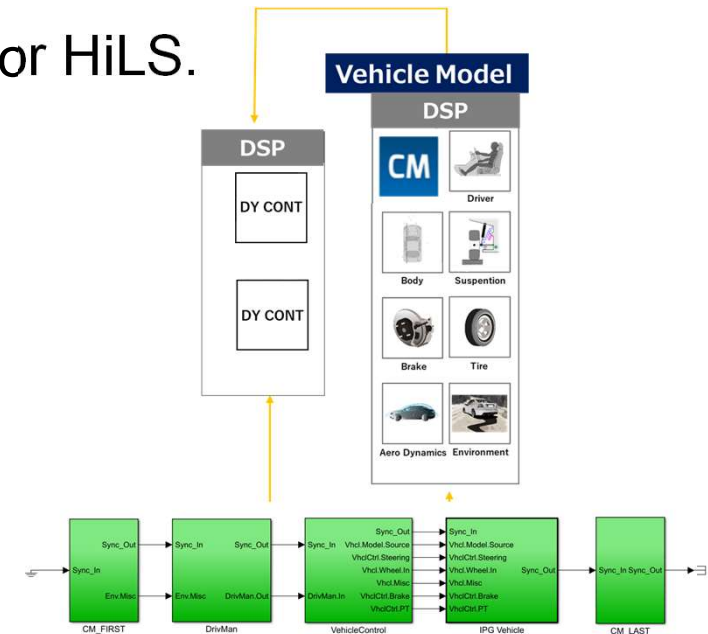 or HiLS.
Vehicle Model
DSP
DSP
CM
Driver
DY CONT
Body
Suspention
DY CONT
Brake
Tire
Aero Dynamics
Environment
Sync_In
Sync_Out
Env.Misc
CM_FIRST
Sync_In
Env.Misc
Sync_Out
DrivMan.Out
DrivMan
Sync_In
DrivMan.In
Sync_Out
Vhcl.Model.Source
VhclCtrl.Steering
Vhcl.Wheel.In
Vhcl.Misc
VhclCtrl.Brake
VhclCtrl.PT
VehicleControl
Sync_In
Vhcl.Model.Source
VhclCtrl.Steering
Vhcl.Wheel.In
Vhcl.Misc
VhclCtrl.Brake
VhclCtrl.PT
Sync_Out
IPG Vehicle
Sync_In Sync_Out
CM_LAST